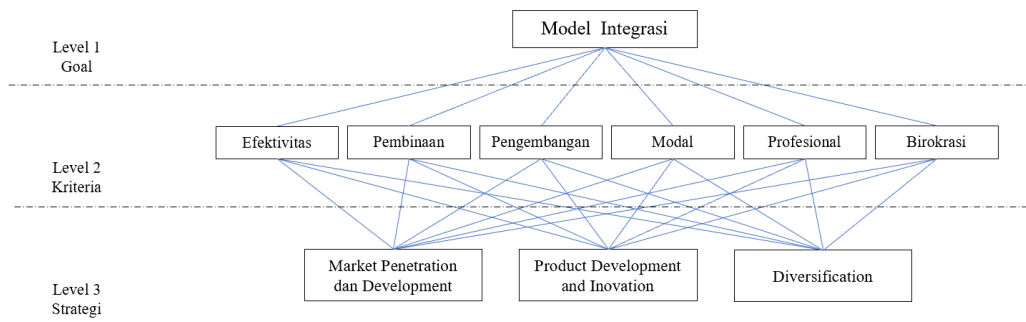 Model Integrasi
Level 1
Goal
Efektivitas
Pembinaan
Pengembangan
Modal
Profesional
Birokrasi
Level 2
Kriteria
Market Penetration
dan Development
Product Development
and Inovation
Diversification
Level 3
Strategi